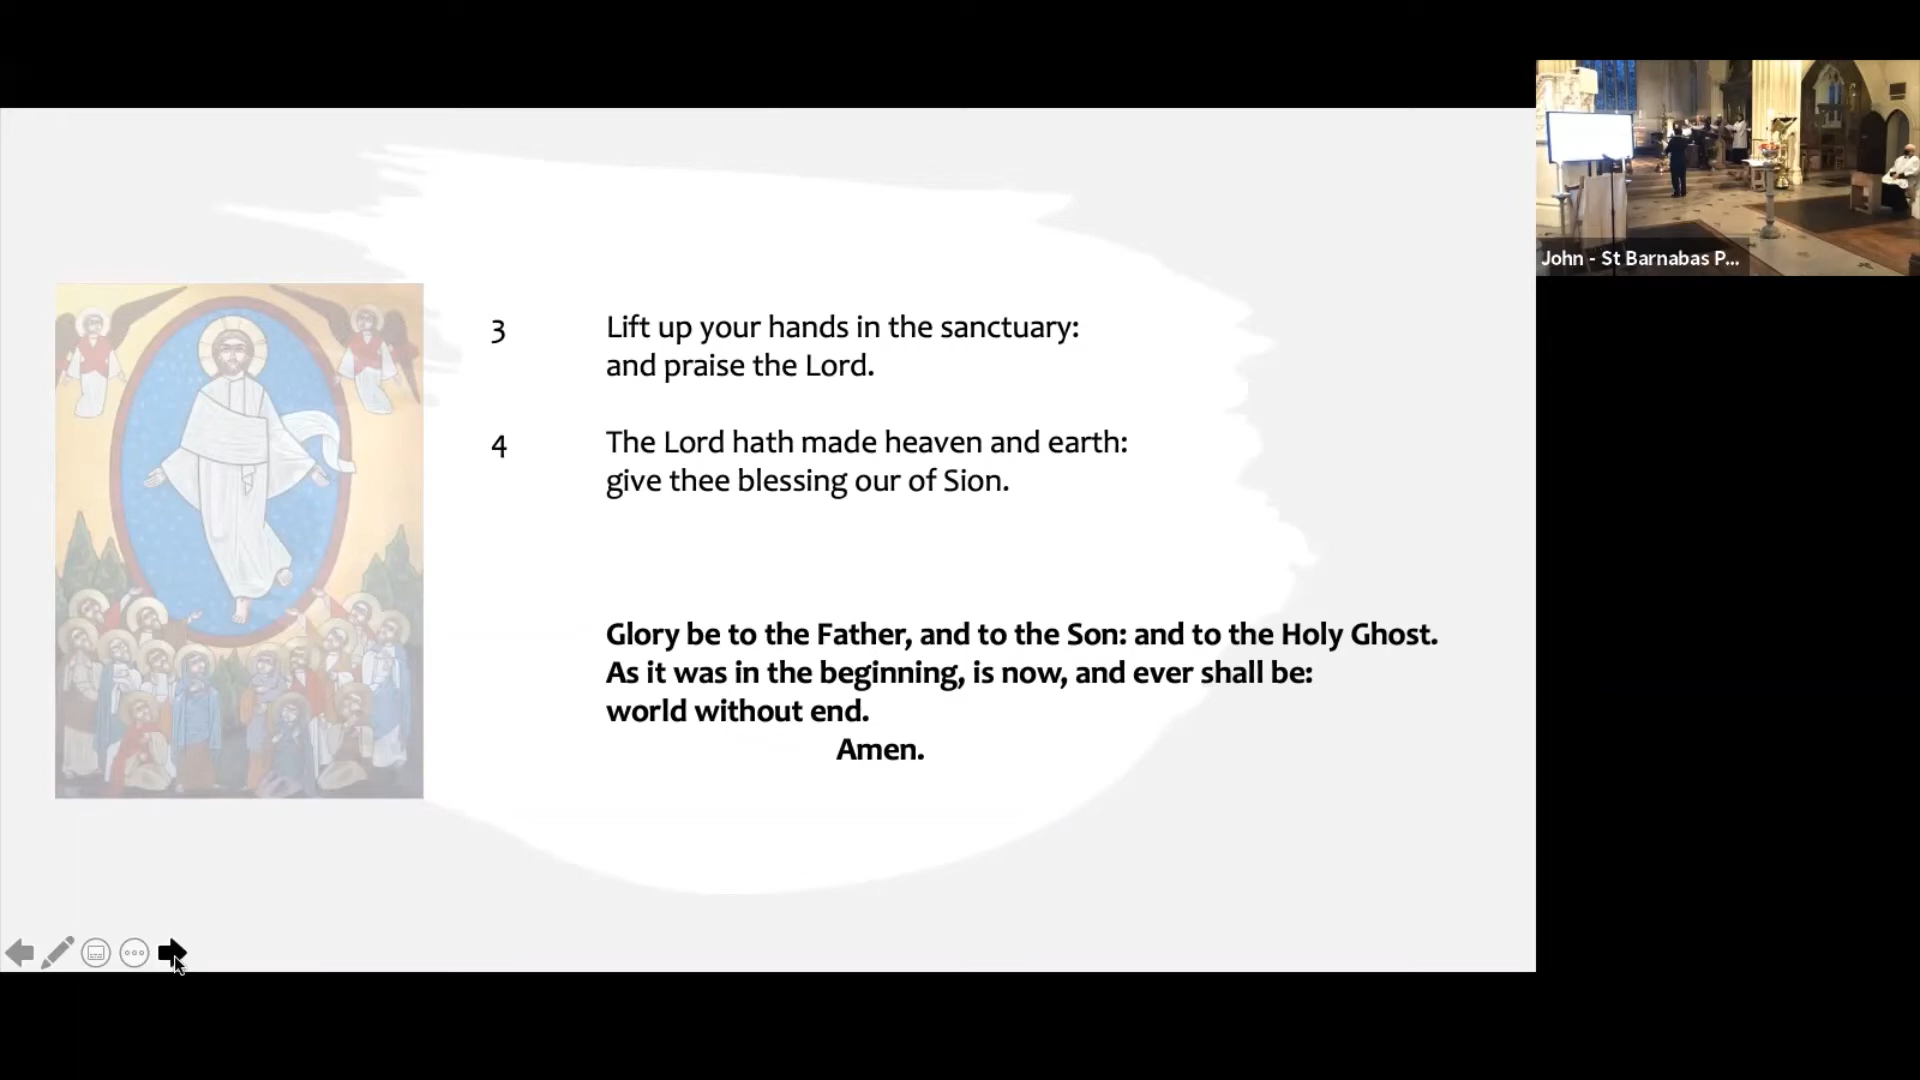 John - St Barnabas P...
3 Lift up your hands in the sanctuary:
and praise the Lord.
4 The Lord hath made heaven and earth:
give thee blessing our of Sion.
Glory be to the Father, and to the Son: and to the Holy Ghost.
As it was in the beginning, is now, and ever shall be:
world without end.
Amen.